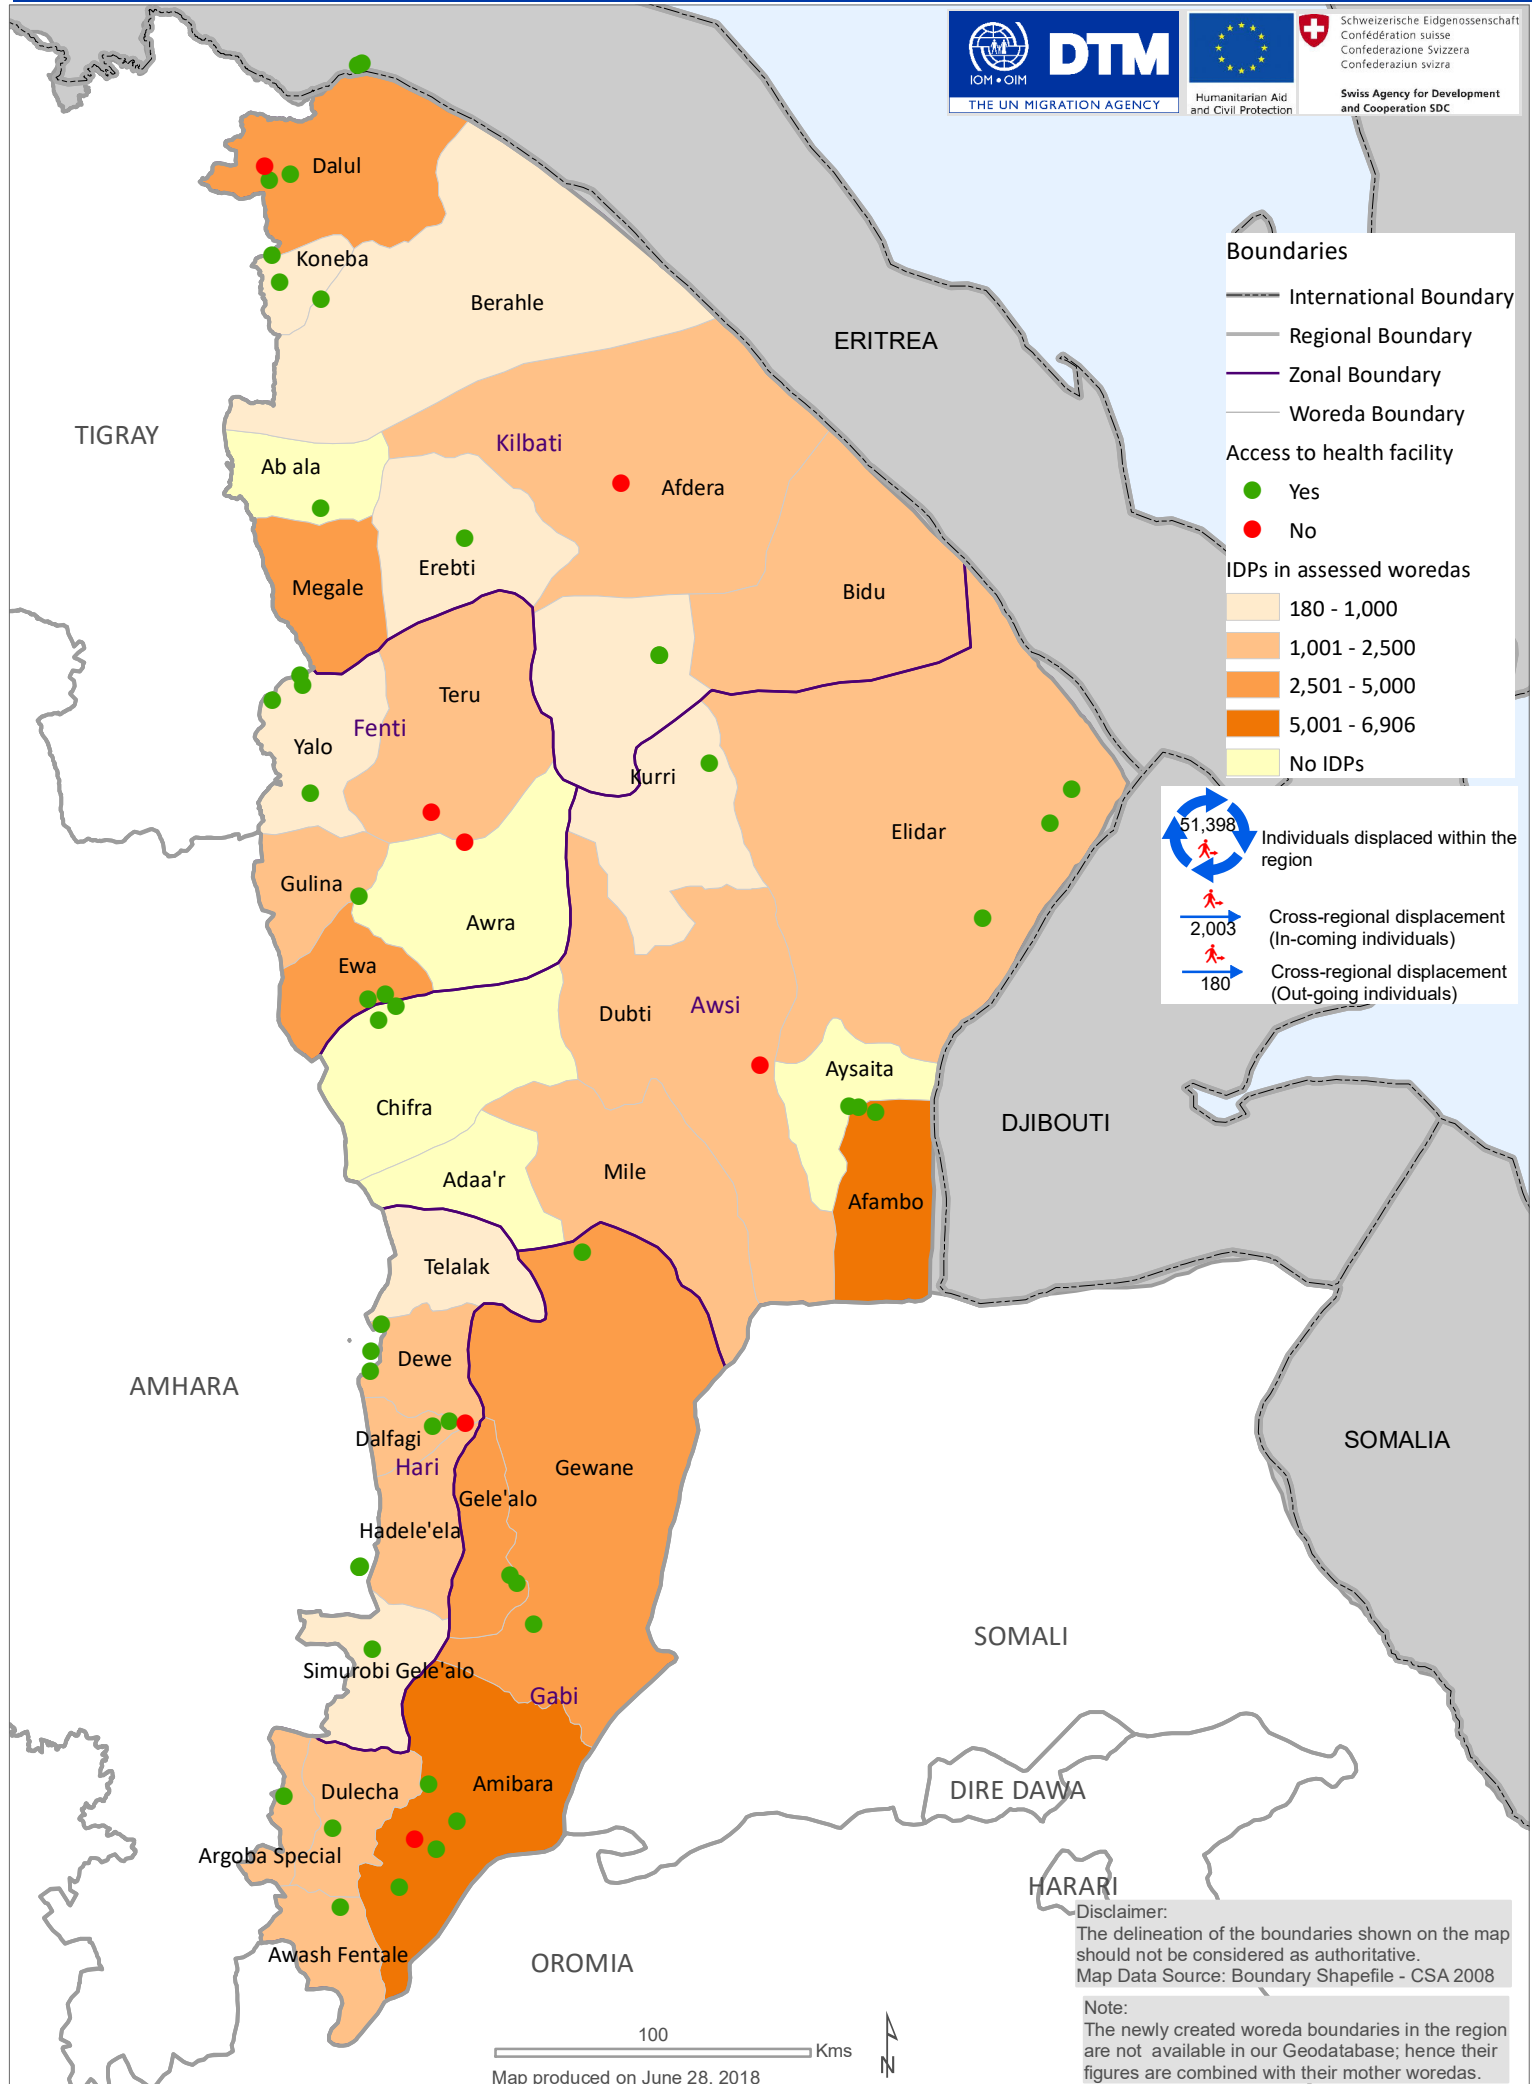 IOM • OIM
DTM
THE UN MIGRATION AGENCY
Humanitarian Aid
and Civil Protection
Schweizerische Eidgenossenschaft
Confédération suisse
Confederazione Svizzera
Confederaziun svizra
Swiss Agency for Development
and Cooperation SDC
Dalul
Koneba
Berahle
ERITREA
TIGRAY
Kilbati
Ab ala
Afdera
Erebti
Megale
Bidu
Teru
Fenti
Yalo
Kurri
Elidar
Gulina
Awra
Ewa
Dubti
Awsi
Aysaita
Chifra
DJIBOUTI
Mile
Adaa'r
Afambo
Telalak
Dewe
AMHARA
Dalfagi
Hari
Gewane
SOMALIA
Gele'alo
Hadele'ela
SOMALI
Simurobi Gele'alo
Gabi
Amibara
Dulecha
DIRE DAWA
Argoba Special
HARARI
Awash Fentale
OROMIA
Boundaries
International Boundary
Regional Boundary
Zonal Boundary
Woreda Boundary
Access to health facility
Yes
No
IDPs in assessed woredas
180 - 1,000
1,001 - 2,500
2,501 - 5,000
5,001 - 6,906
No IDPs
51,398
Individuals displaced within the
region
2,003
Cross-regional displacement
(In-coming individuals)
180
Cross-regional displacement
(Out-going individuals)
Disclaimer:
The delineation of the boundaries shown on the map
should not be considered as authoritative.
Map Data Source: Boundary Shapefile - CSA 2008
Note:
The newly created woreda boundaries in the region
are not available in our Geodatabase; hence their
figures are combined with their mother woredas.
100
Kms
N
Map produced on June 28, 2018